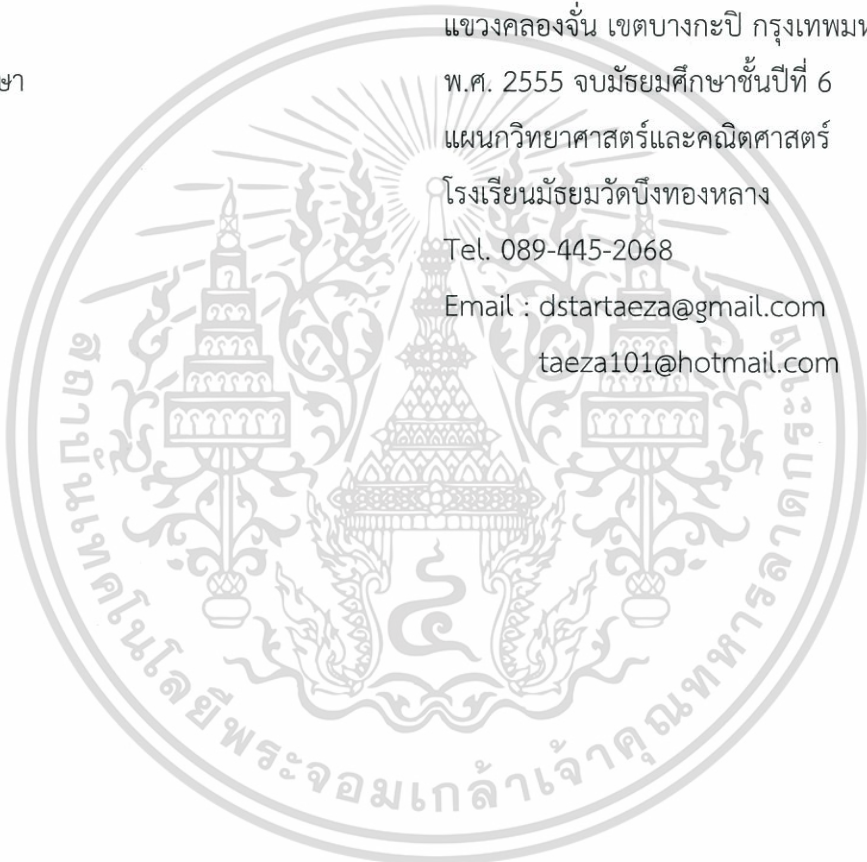 แขวงคลองจั่น เขตบางกะปิ กรุงเทพม
ษา
พ.ศ. 2555 จบมัธยมศึกษาชั้นปีที่ 6
แผนกวิทยาศาสตร์และคณิตศาสตร์
โรงเรียนมัธยมวัดบึงทองหลาง
Tel. 089-445-2068
Email : dstartaeza@gmail.com
taeza101@hotmail.com
สถาบันเทคโนโลยีพระจอมเกล้าเจ้าคุณทหารลาดกระบัง